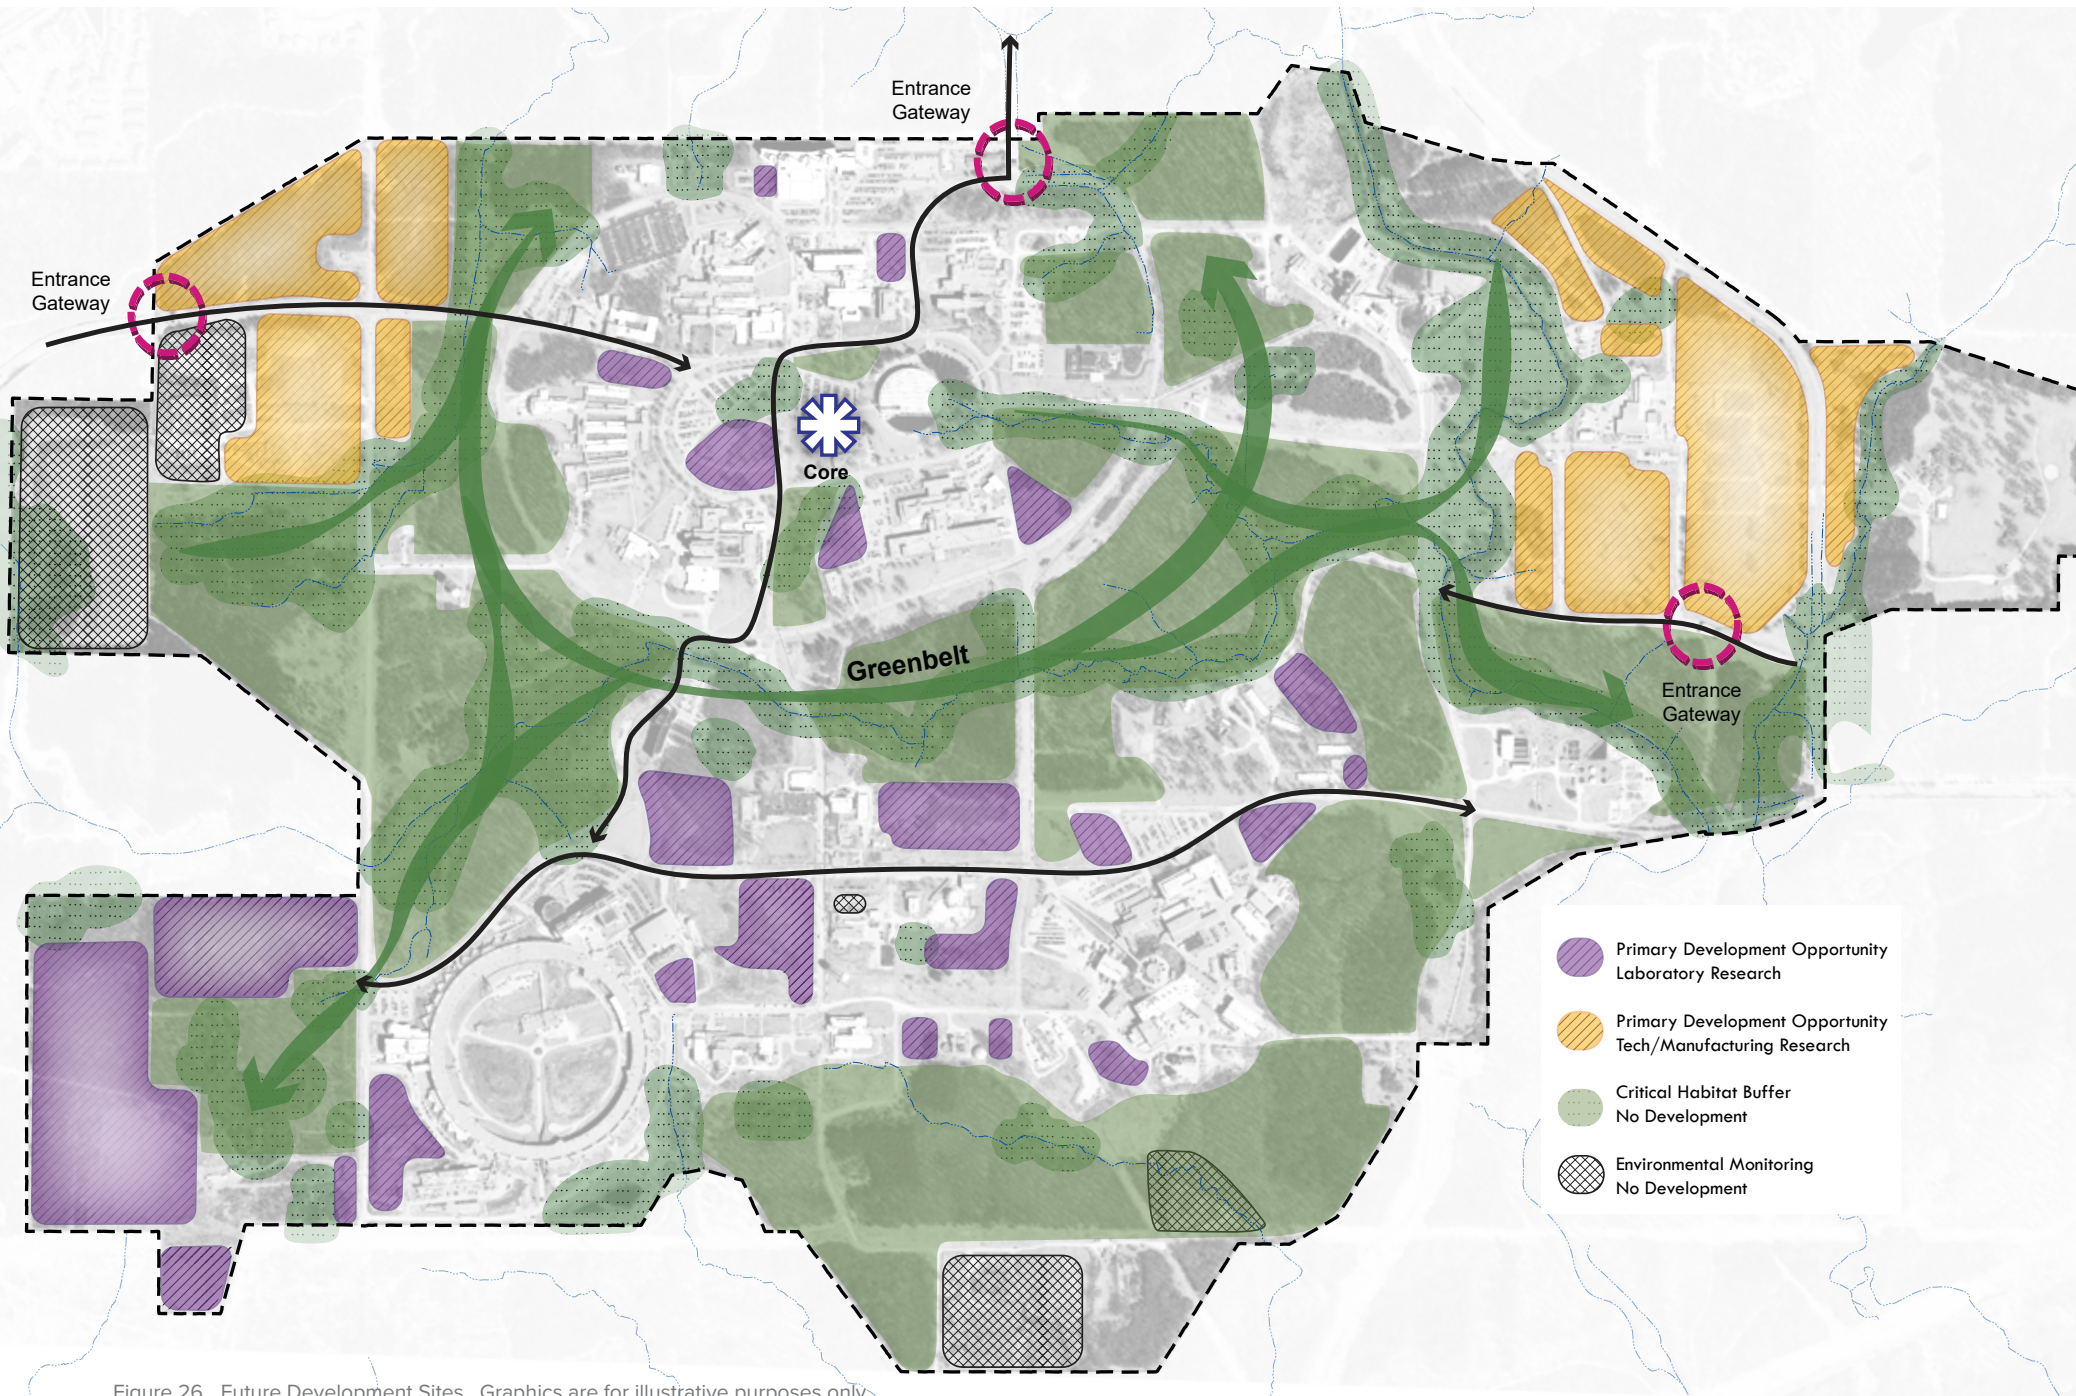 Entrance
Gateway
Entrance
Gateway
Core
Greenbelt
Entrance
Gateway
Primary Development Opportunity
Laboratory Research
Primary Development Opportunity
Tech/Manufacturing Research
Critical Habitat Buffer
No Development
Environmental Monitoring
No Development
Figure 26. Future Development Sites. Graphics are for illustrative purposes only.